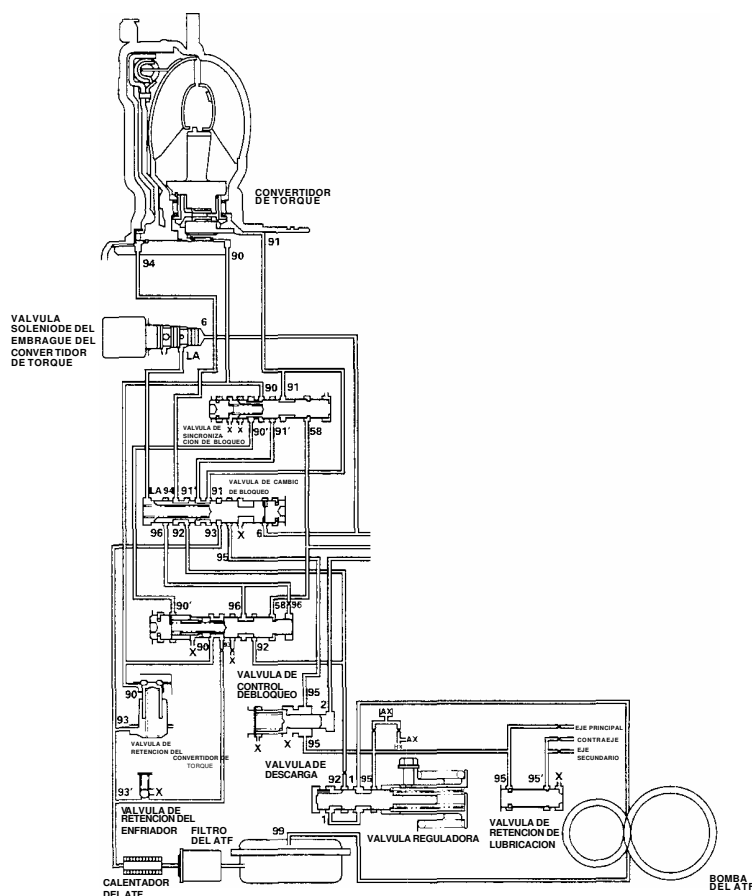 CONVERTIDOR
DE TORQUE
91
94
90
VALVULA
SOLENIODE DEL
EMBRAGUE DEL
CONVERTIDOR
DE TORQUE
6
LA
90
91
VALVULA DE
SINCRONIZA-
CION DE BLOQUEO
X X
90'
91'
58
VALVULA DE CAMBIC
DE BLOQUEO
LA
94
91'
91
96
92
93
X
6
95
90'
96
58
X
96
X
90
X
92
VALVULA DE
CONTROL
DEBLOQUEO
95
2
90
93
VALVULA DE
RETENCION DEL
CONVERTIDOR DE
TORQUE
X
X
95
VALVULA DE
DESCARGA
AX
AX
HX
92
1
95
1
VALVULA REGULADORA
EJE PRINCIPAL
CONTRAEJE
EJE
SECUNDARIO
95
95'
X
VALVULA DE
RETENCION DE
LUBRICACION
93'
X
VALVULA DE
RETENCION DEL
ENFRIADOR
FILTRO
DEL ATF
99
CALENTADOR
DEL ATF
BOMBA
DEL ATF